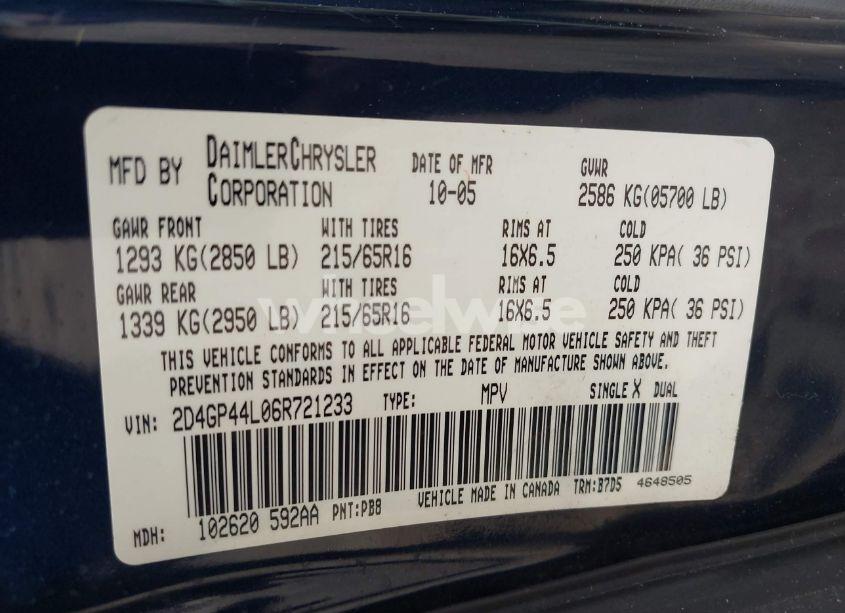 MFD BY DAIMLERCHRYSLER CORPORATION DATE OF MFR 10-05 GVWR 2586 KG(05700 LB)
GAWR FRONT WITH TIRES RIMS AT COLD
1293 KG(2850 LB) 215/65R16 16X6.5 250 KPA( 36 PSI)
GAWR REAR WITH TIRES RIMS AT COLD
1339 KG(2950 LB) 215/65R16 16X6.5 250 KPA( 36 PSI)
wheelwise
THIS VEHICLE CONFORMS TO ALL APPLICABLE FEDERAL MOTOR VEHICLE SAFETY AND THEFT
PREVENTION STANDARDS IN EFFECT ON THE DATE OF MANUFACTURE SHOWN ABOVE.
VIN: 2D4GP44L06R721233 TYPE: MPV SINGLE X DUAL
MDH: 102620 592AA PNT:PB8 VEHICLE MADE IN CANADA TRM:B7D5 4648505